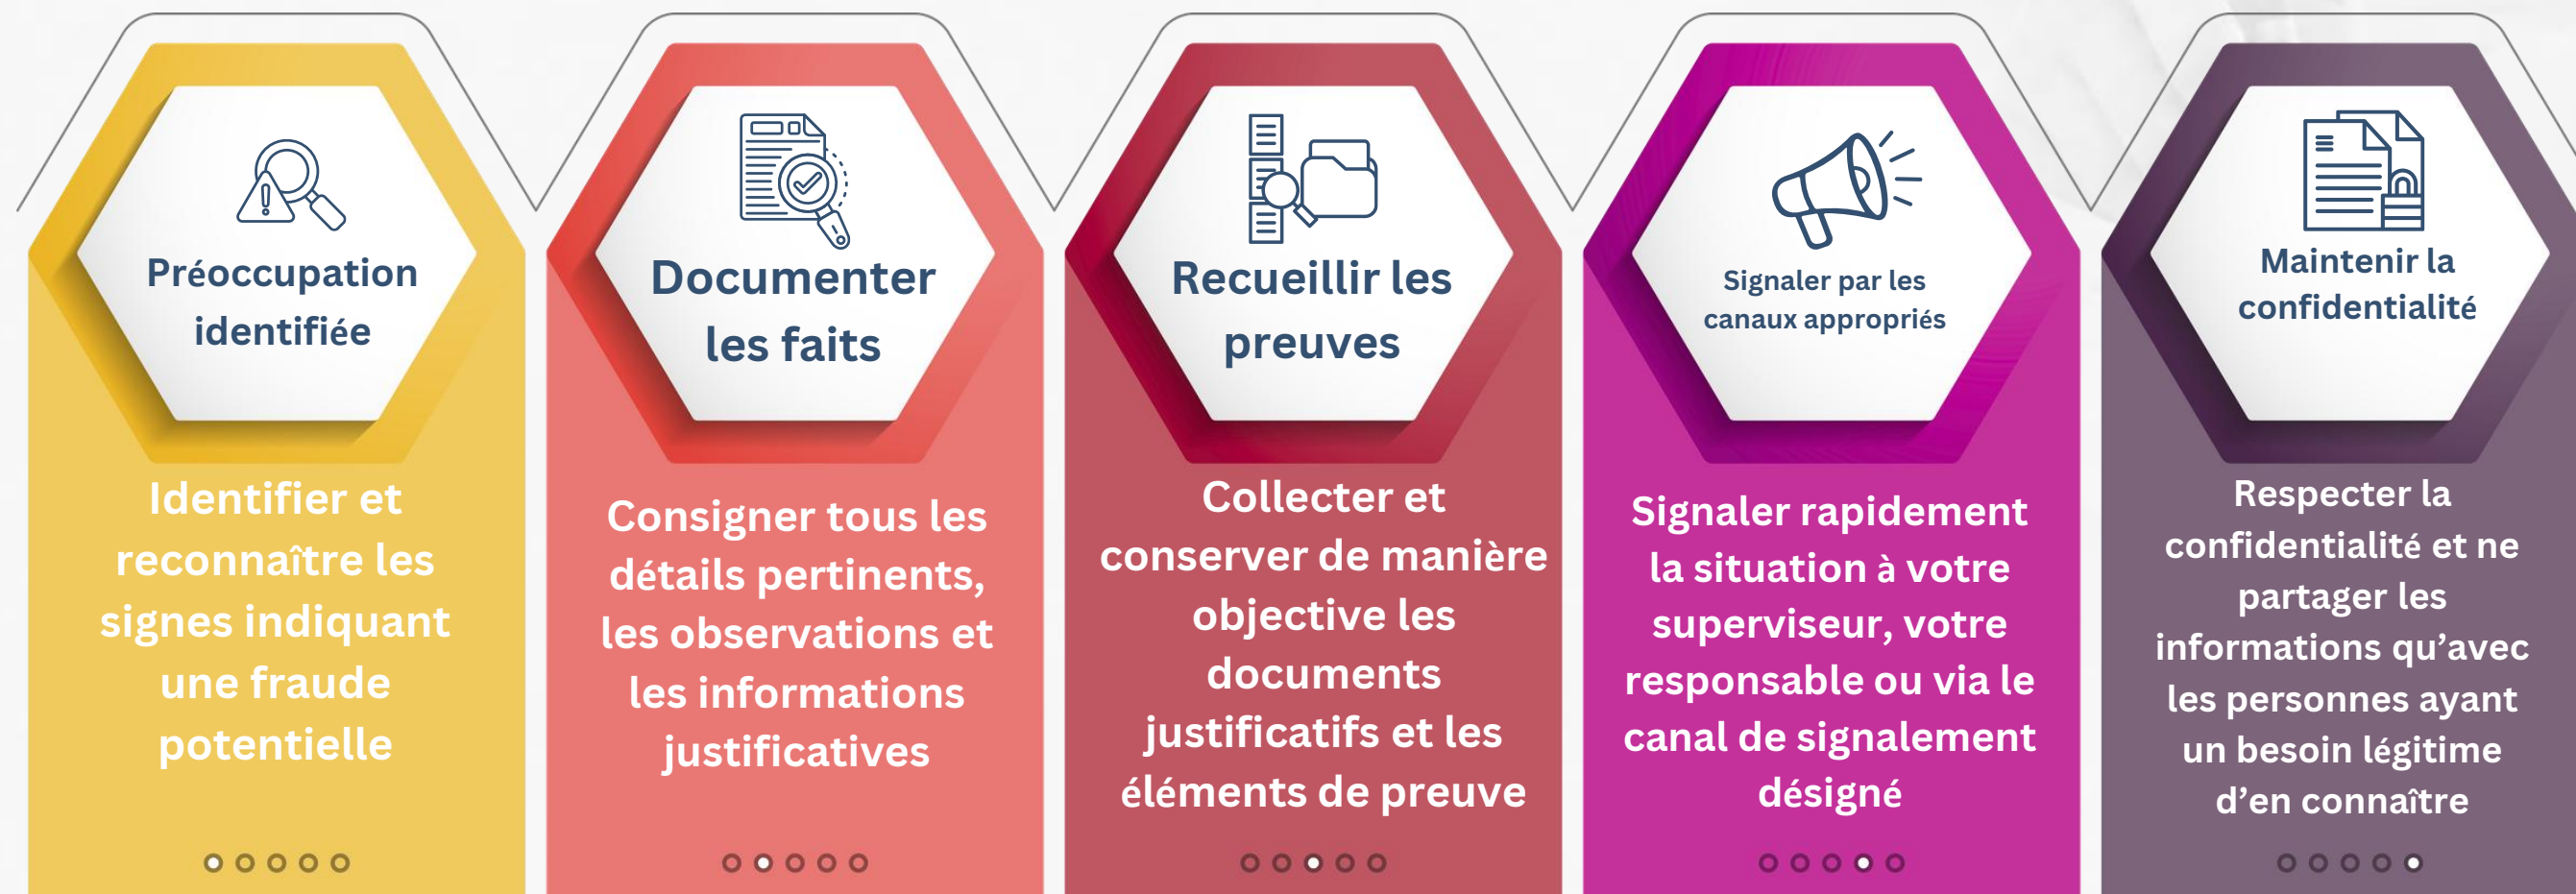 Préoccupation
identifiée
Identifier et
reconnaître les
signes indiquant
une fraude
potentielle
Documenter
les faits
Consigner tous les
détails pertinents,
les observations et
les informations
justificatives
Recueillir les
preuves
Collecter et
conserver de manière
objective les
documents
justificatifs et les
éléments de preuve
Signaler par les
canaux appropriés
Signaler rapidement
la situation à votre
superviseur, votre
responsable ou via le
canal de signalement
désigné
Maintenir la
confidentialité
Respecter la
confidentialité et ne
partager les
informations qu’avec
les personnes ayant
un besoin légitime
d’en connaître